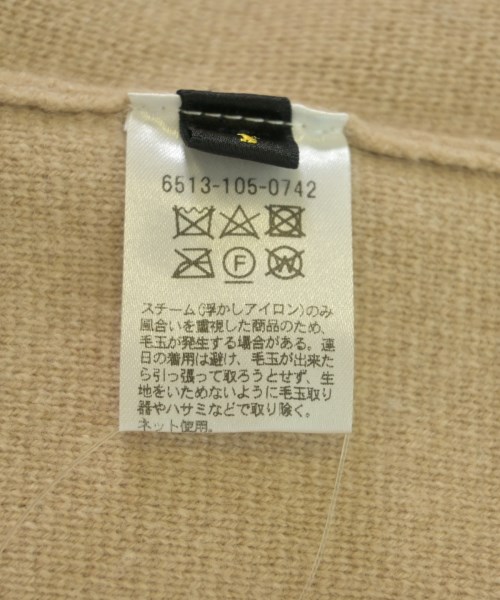 6513-105-0742
F W
スチーム(浮かしアイロン)のみ
風合いを重視した商品のため、
毛玉が発生する場合がある。連
日の着用は避け、毛玉が出来た
ら引っ張って取ろうとせず、生
地をいためないように毛玉取り
器やハサミなどで取り除く。
ネット使用。